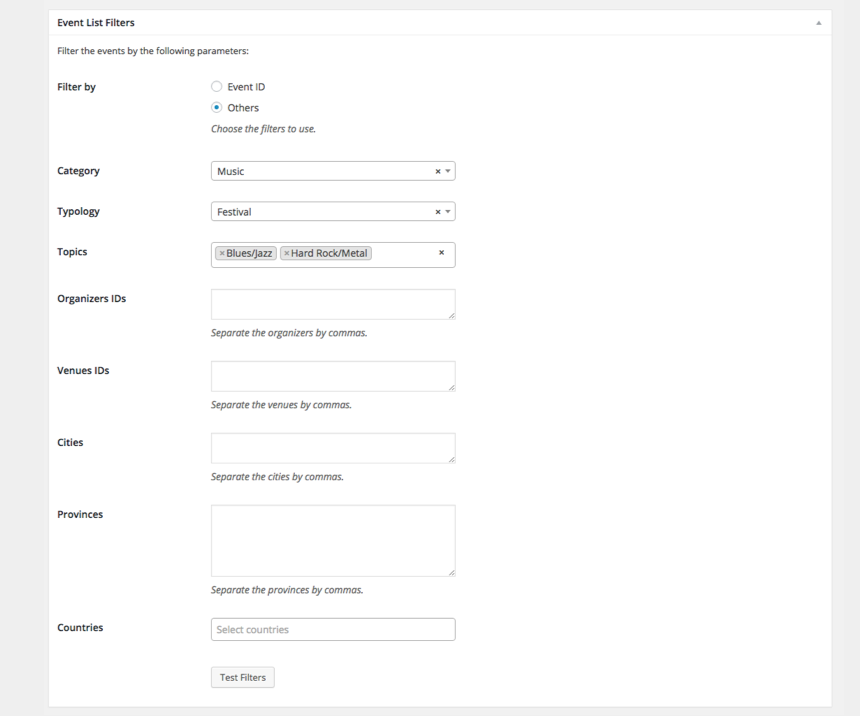 Event List Filters
Filter the events by the following parameters:
Filter by
Event ID
Others
Choose the filters to use.
Category
Music
Typology
Festival
Topics
× Blues/Jazz × Hard Rock/Metal ×
Organizers IDs
Separate the organizers by commas.
Venues IDs
Separate the venues by commas.
Cities
Separate the cities by commas.
Provinces
Separate the provinces by commas.
Countries
Select countries
Test Filters